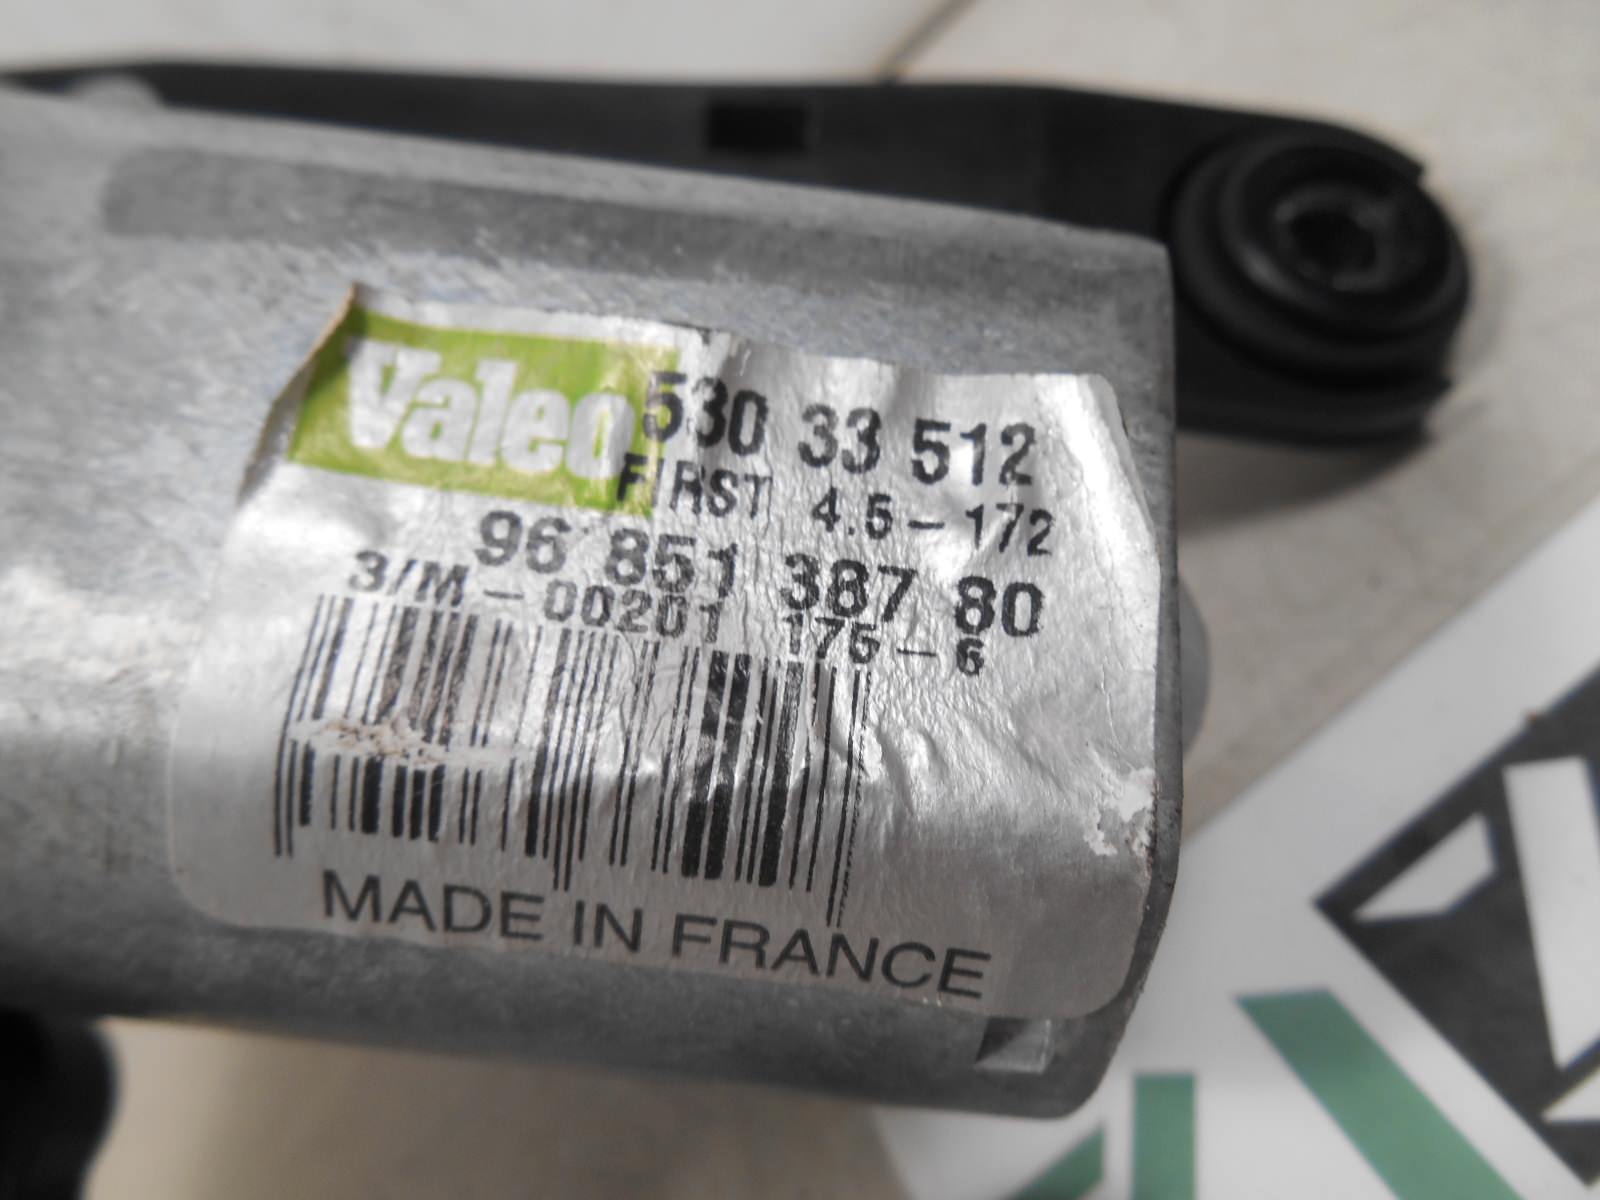 Valeo 530 33 512
FIRST 4.5-172
96 851 387 80
3/M-00201 175-6
MADE IN FRANCE